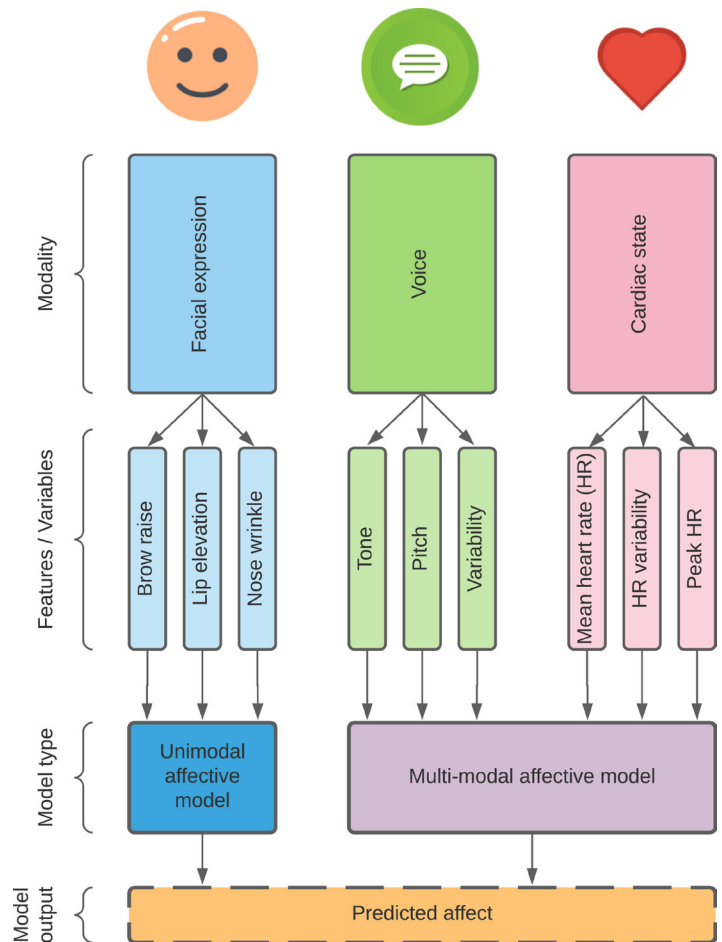 Modality
Facial expression
Voice
Cardiac state
Features / Variables
Brow raise
Lip elevation
Nose wrinkle
Tone
Pitch
Variability
Mean heart rate (HR)
HR variability
Peak HR
Model type
Unimodal
affective
model
Multi-modal affective model
Model
output
Predicted affect